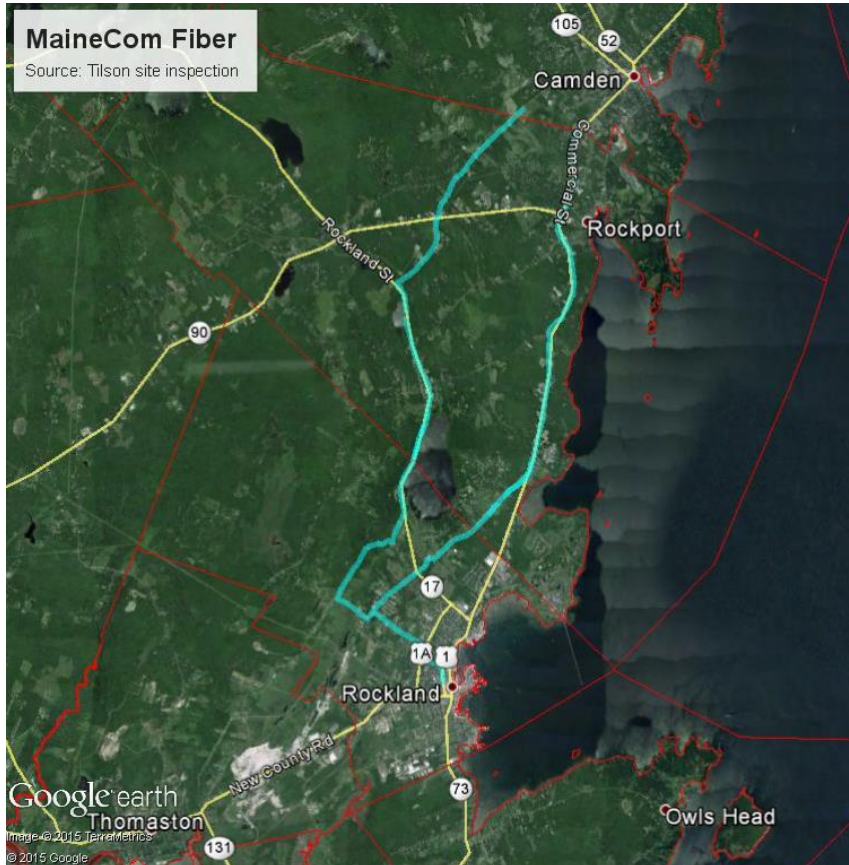 MaineCom Fiber
Source: Tilson site inspection
105
52
Camden
Commercial St
Rockport
Rockland St
90
17
1A
1
Rockland
New County Rd
73
Google earth
Thomaston
Owls Head
Image © 2015 TerraMetrics
131
© 2015 Google